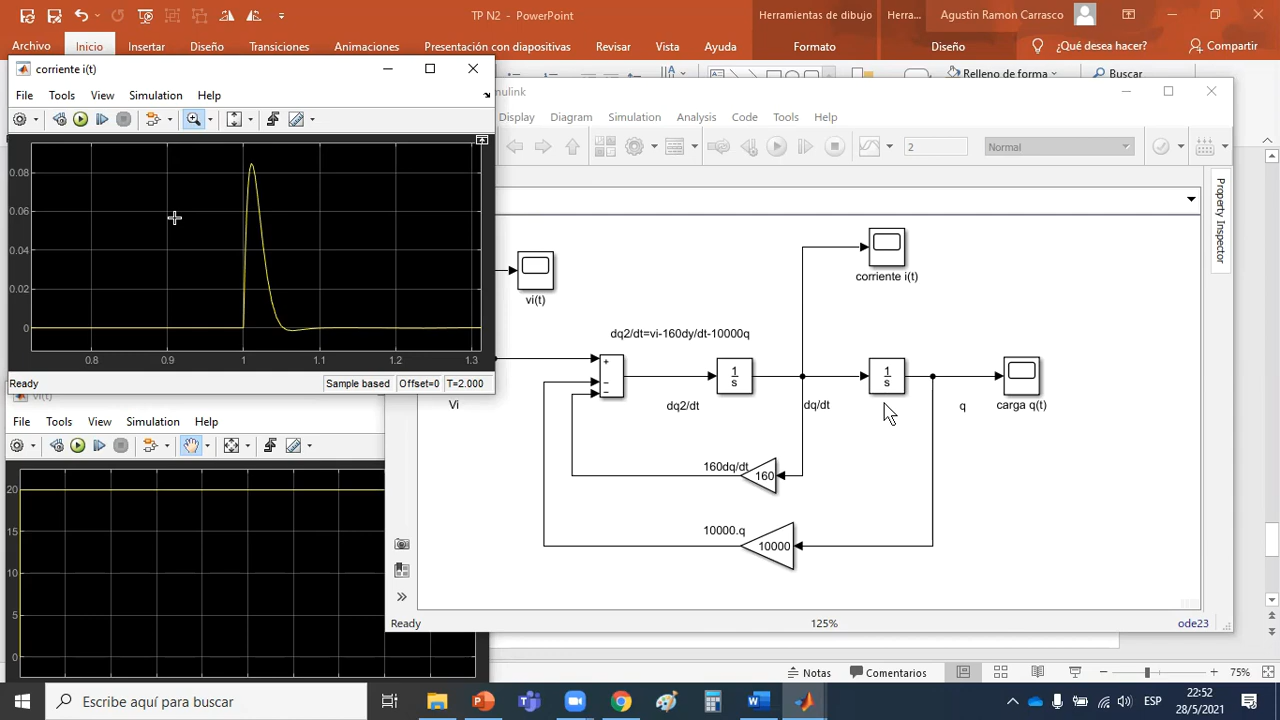 TP N2 - PowerPoint
Herramientas de dibujo
Herra...
Agustin Ramon Carrasco
Archivo
Inicio
Insertar
Diseño
Transiciones
Animaciones
Presentación con diapositivas
Revisar
Vista
Ayuda
Formato
Diseño
¿Qué desea hacer?
Compartir
Relleno de forma
Buscar
corriente i(t)
File
Tools
View
Simulation
Help
0.08
0.06
0.04
0.02
0
0.8
0.9
1
1.1
1.2
1.3
Ready
Sample based
Offset=0
T=2.000
vi(t)
File
Tools
View
Simulation
Help
20
15
10
5
0
mulink
Display
Diagram
Simulation
Analysis
Code
Tools
Help
2
Normal
Property Inspector
vi(t)
corriente i(t)
dq2/dt=vi-160dy/dt-10000q
+
−
−
1
s
1
s
Vi
dq2/dt
dq/dt
q
carga q(t)
160dq/dt
160
10000.q
10000
Ready
125%
ode23
Notas
Comentarios
75%
Escribe aquí para buscar
ESP
22:52
28/5/2021